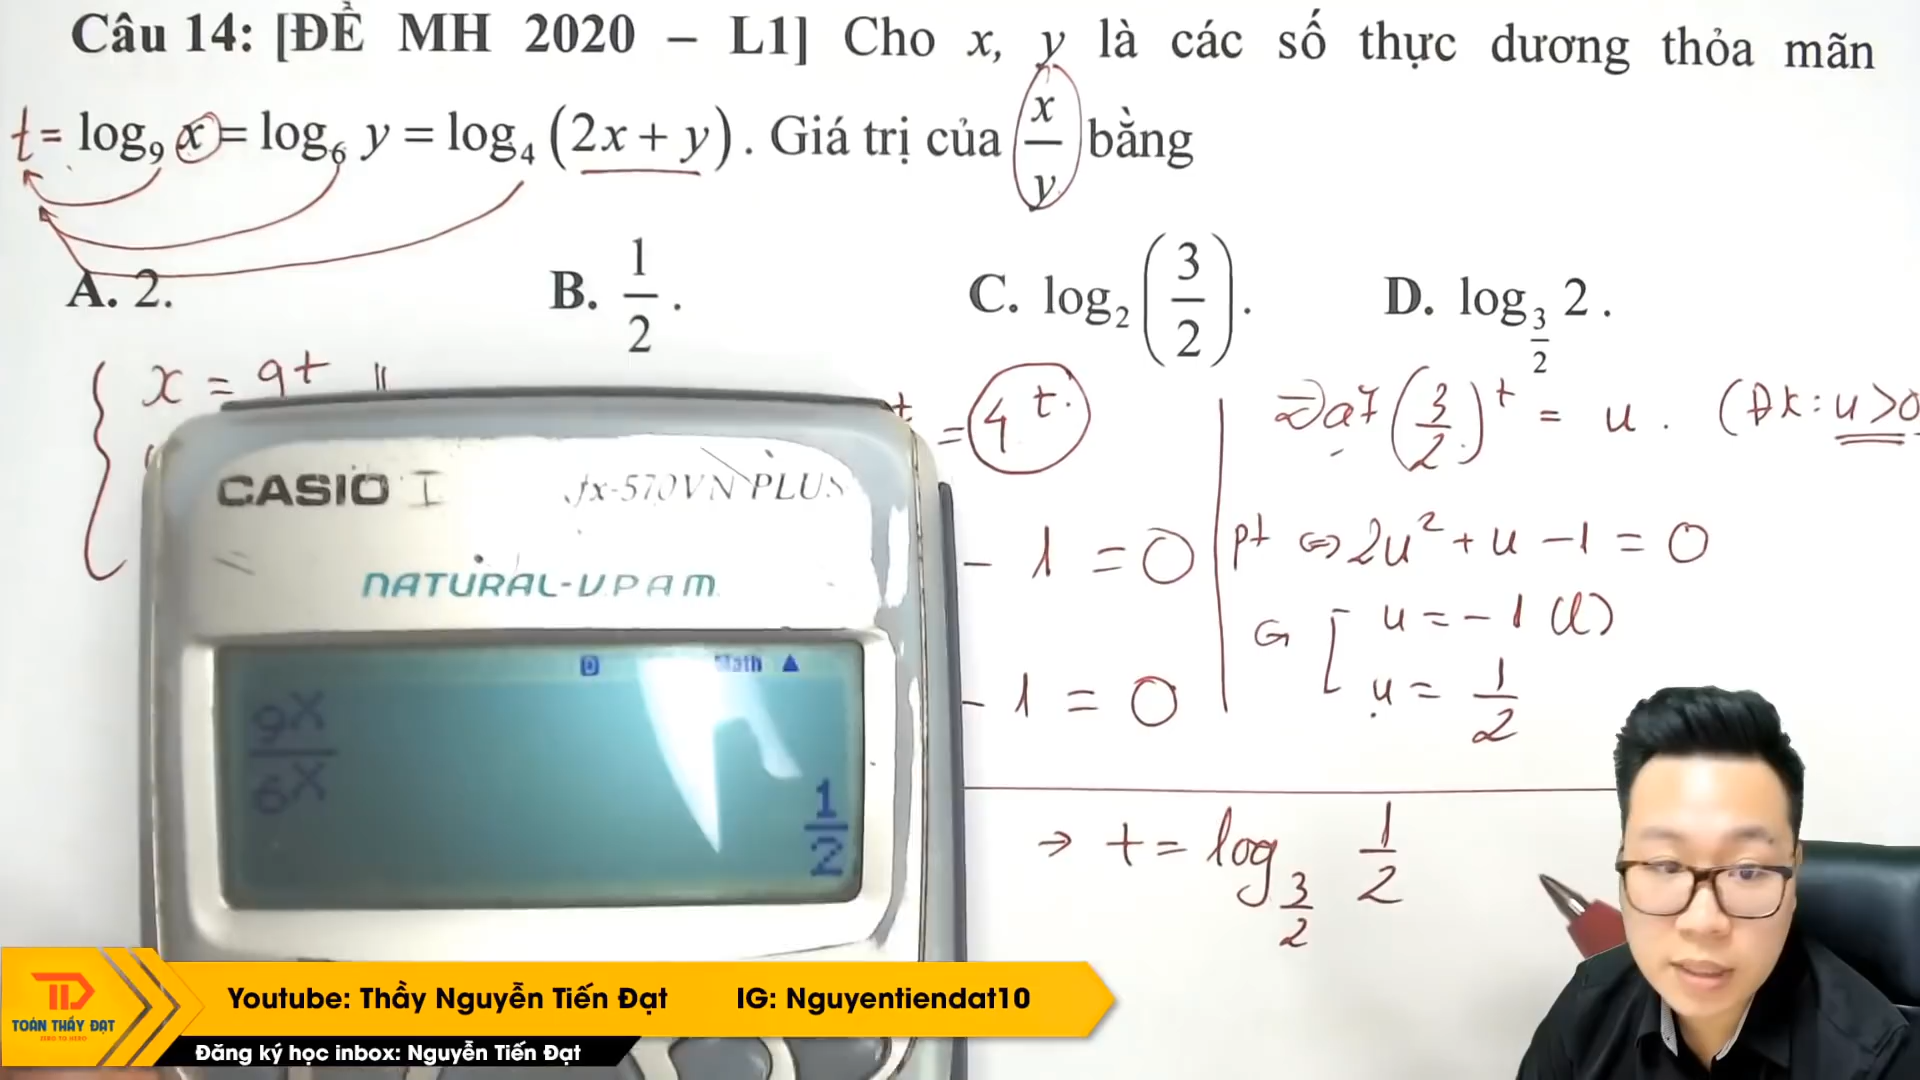 Câu 14: [ĐỀ MH 2020 – L1] Cho x, y là các số thực dương thỏa mãn
t = log₉ x = log₆ y = log₄ (2x + y). Giá trị của x/y bằng
A. 2.
B. 1/2.
C. log₂ (3/2).
D. log_{3/2} 2.
x = 9^t
= 4^t.
- 1 = 0
- 1 = 0
Đặt (3/2)^t = u. (ĐK: u > 0
pt ⇔ 2u² + u - 1 = 0
u = -1 (l)
u = 1/2
→ t = log_{3/2} 1/2
CASIO
fx-570VN PLUS
NATURAL-V.P.A.M.
D Math ▲
9^X/6^X
1/2
TOÁN THẦY ĐẠT
ZERO TO HERO
Youtube: Thầy Nguyễn Tiến Đạt IG: Nguyentiendat10
Đăng ký học inbox: Nguyễn Tiến Đạt